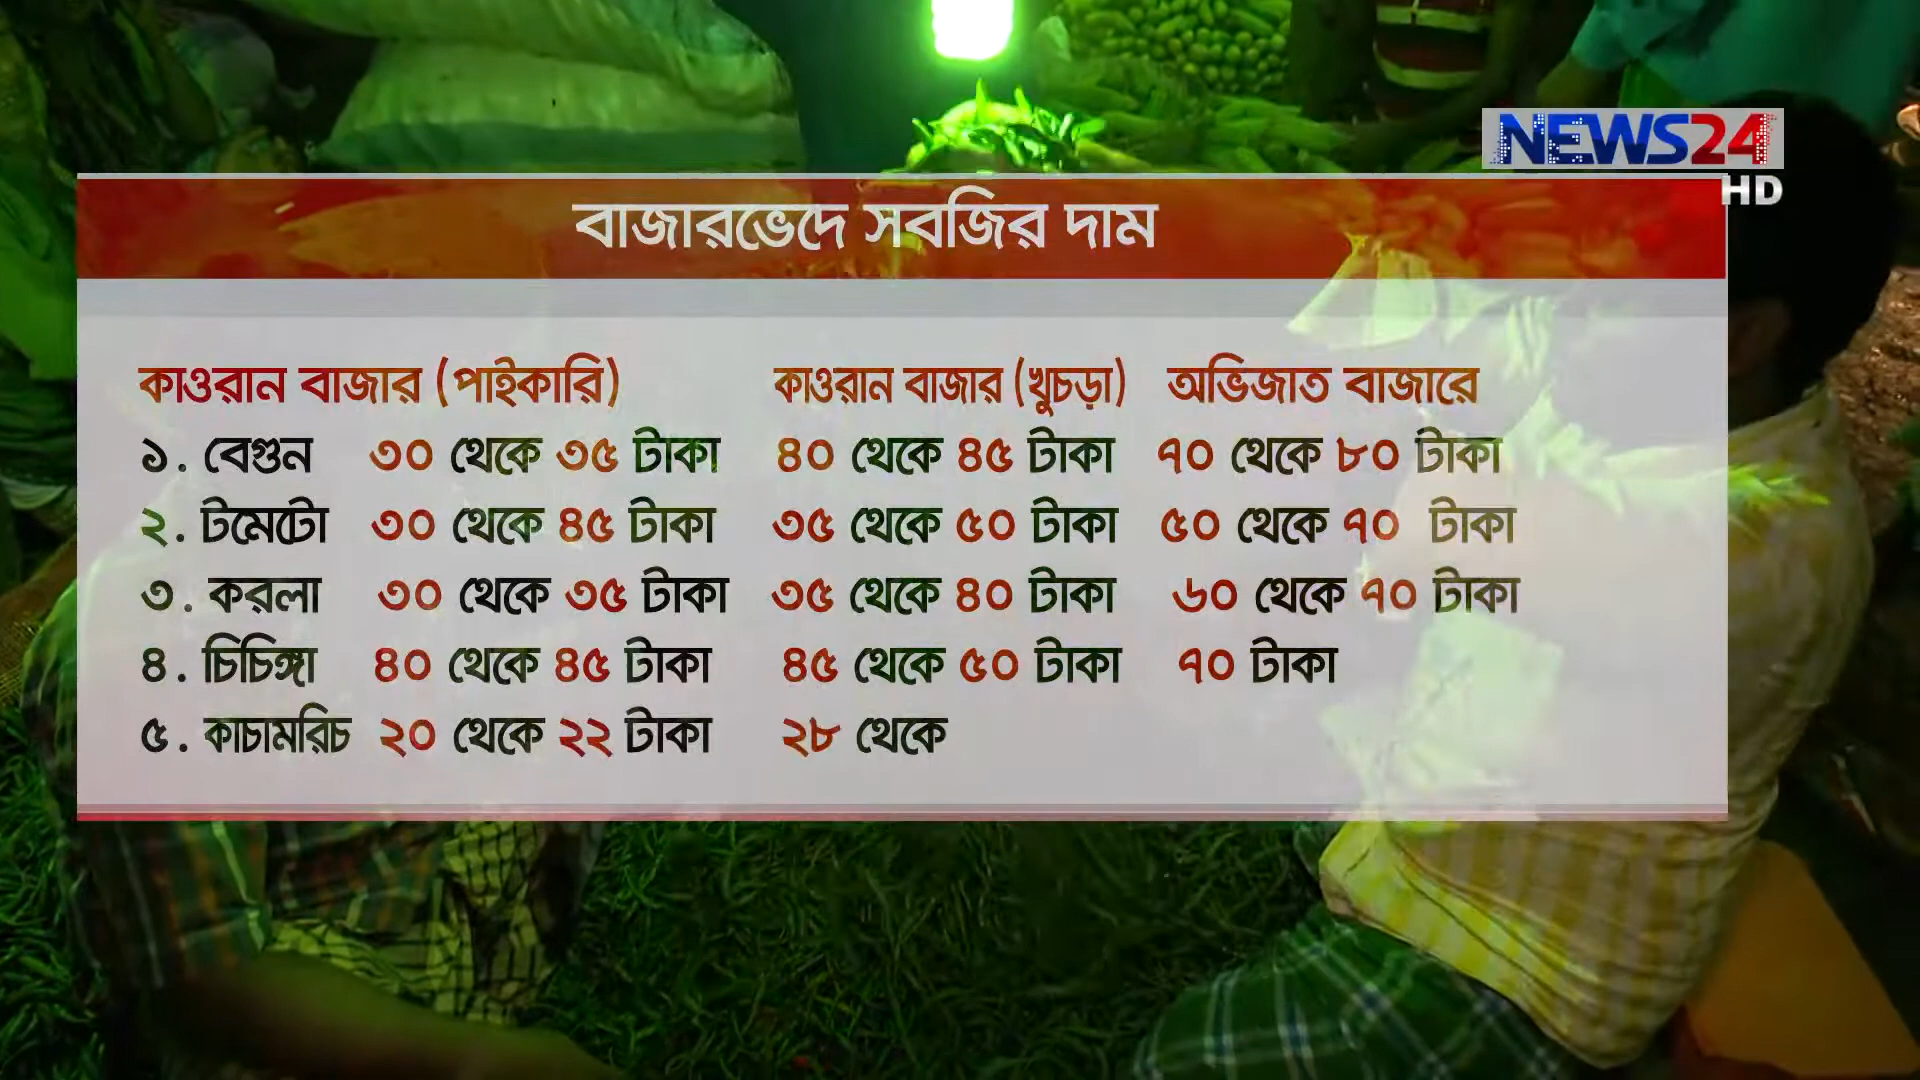 NEWS24
HD
বাজারভেদে সবজির দাম
কাওরান বাজার (পাইকারি) কাওরান বাজার (খুচড়া) অভিজাত বাজারে
১. বেগুন ৩০ থেকে ৩৫ টাকা ৪০ থেকে ৪৫ টাকা ৭০ থেকে ৮০ টাকা
২. টমেটো ৩০ থেকে ৪৫ টাকা ৩৫ থেকে ৫০ টাকা ৫০ থেকে ৭০ টাকা
৩. করলা ৩০ থেকে ৩৫ টাকা ৩৫ থেকে ৪০ টাকা ৬০ থেকে ৭০ টাকা
৪. চিচিঙ্গা ৪০ থেকে ৪৫ টাকা ৪৫ থেকে ৫০ টাকা ৭০ টাকা
৫. কাচামরিচ ২০ থেকে ২২ টাকা ২৮ থেকে